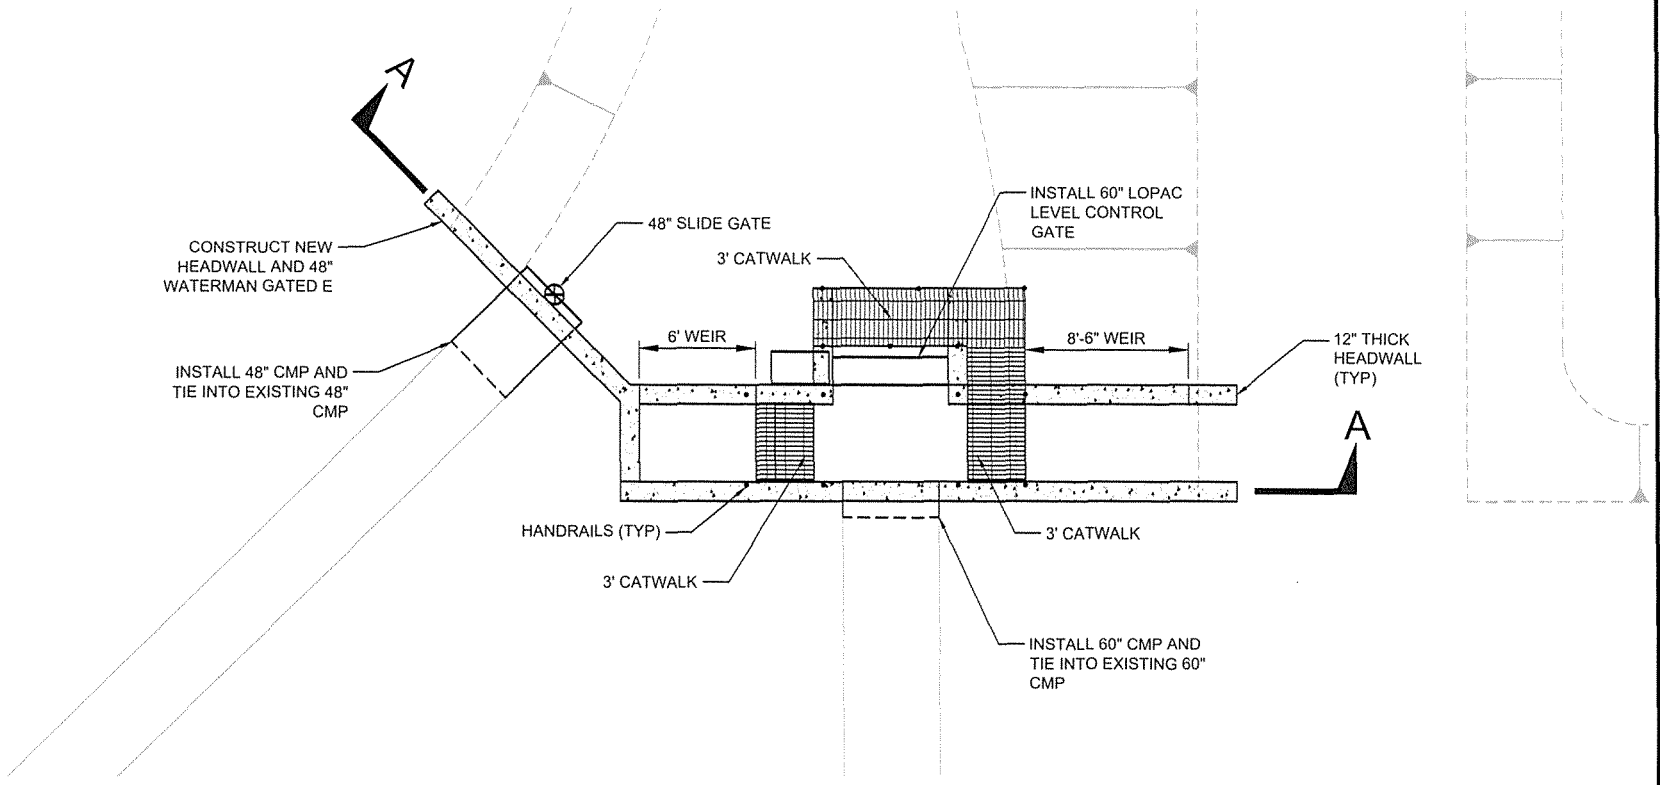 A
INSTALL 60" LOPAC
LEVEL CONTROL
GATE
48" SLIDE GATE
CONSTRUCT NEW
HEADWALL AND 48"
WATERMAN GATED E
3' CATWALK
6' WEIR
8'-6" WEIR
12" THICK
HEADWALL
(TYP)
INSTALL 48" CMP AND
TIE INTO EXISTING 48"
CMP
A
HANDRAILS (TYP)
3' CATWALK
3' CATWALK
INSTALL 60" CMP AND
TIE INTO EXISTING 60"
CMP